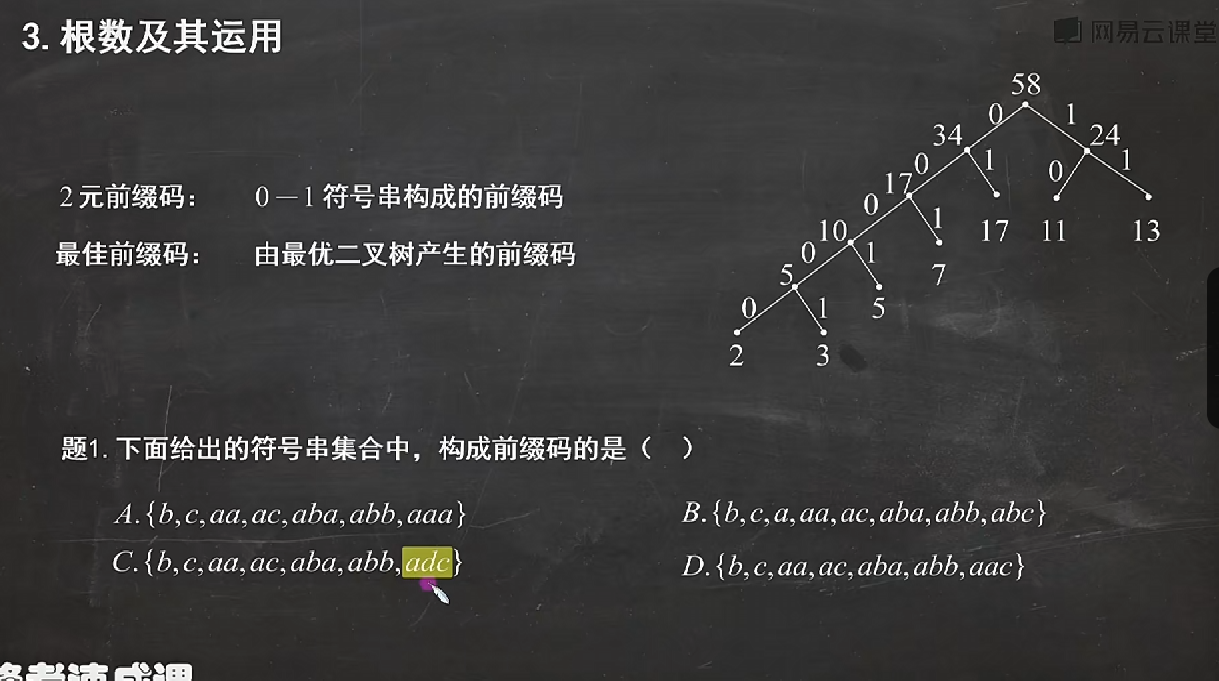 3. 根数及其运用
网易云课堂
58
0 1
34 24
0 1 0 1
17
0 1 17 11 13
10
0 1 7
5
0 1 5
2 3
2元前缀码： 0－1符号串构成的前缀码
最佳前缀码： 由最优二叉树产生的前缀码
题1. 下面给出的符号串集合中，构成前缀码的是（ ）
A.{b,c,aa,ac,aba,abb,aaa}
B.{b,c,a,aa,ac,aba,abb,abc}
C.{b,c,aa,ac,aba,abb,adc}
D.{b,c,aa,ac,aba,abb,aac}